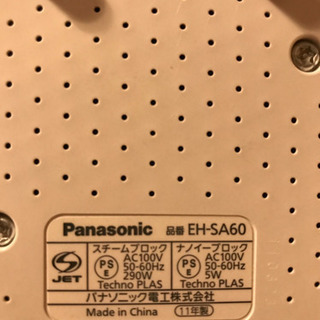 Panasonic 品番 EH-SA60
スチームブロック ナノイーブロック
S JET PS E AC100V 50-60Hz 290W Techno PLAS PS E AC100V 50-60Hz 5W Techno PLAS
パナソニック電工株式会社
Made in China 11年製